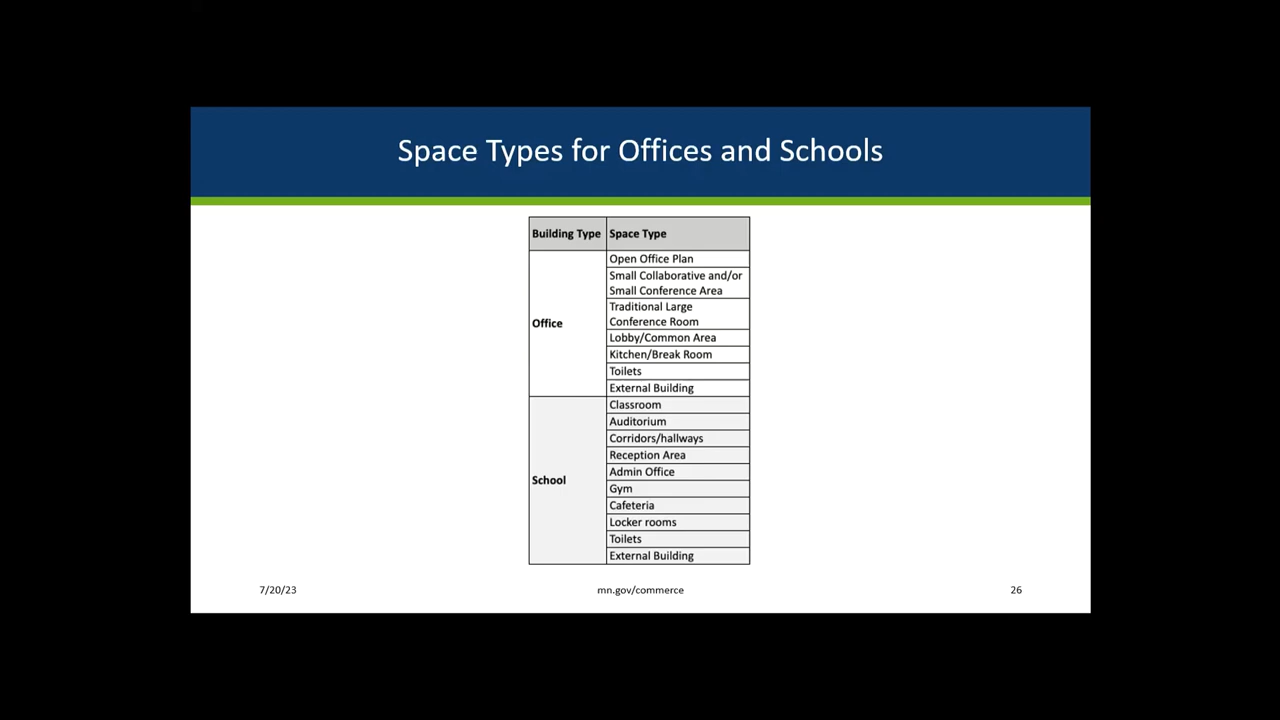 Space Types for Offices and Schools
Building Type
Space Type
Office
Open Office Plan
Small Collaborative and/or
Small Conference Area
Traditional Large
Conference Room
Lobby/Common Area
Kitchen/Break Room
Toilets
External Building
School
Classroom
Auditorium
Corridors/hallways
Reception Area
Admin Office
Gym
Cafeteria
Locker rooms
Toilets
External Building
7/20/23
mn.gov/commerce
26